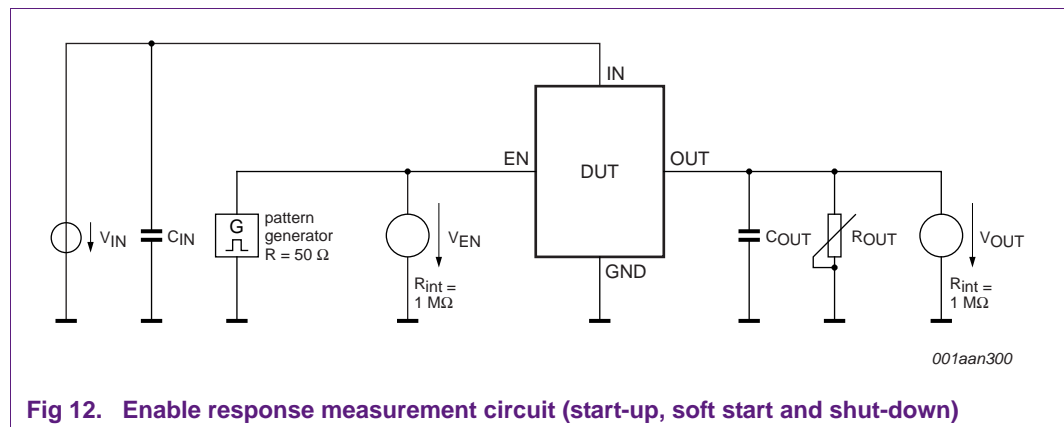 IN
EN
DUT
OUT
GND
VIN
CIN
G
pattern
generator
R = 50 Ω
VEN
Rint =
1 MΩ
COUT
ROUT
VOUT
Rint =
1 MΩ
001aan300
Fig 12. Enable response measurement circuit (start-up, soft start and shut-down)